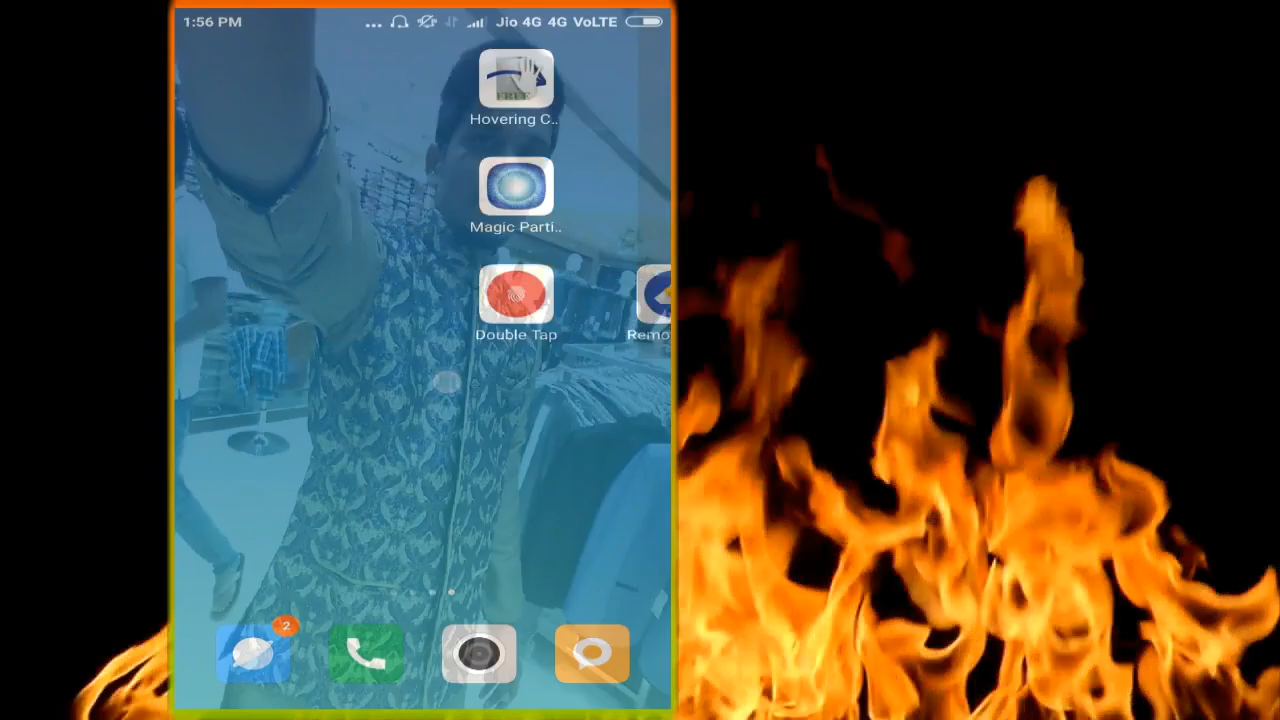 1:56 PM ... Jio 4G 4G VoLTE
Hovering C..
Magic Parti..
Double Tap Remo
2